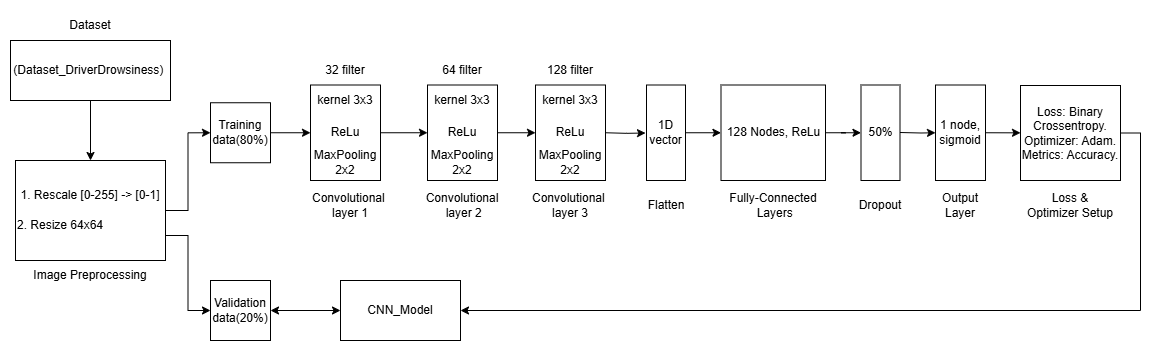 Dataset
(Dataset_DriverDrowsiness)
1. Rescale [0-255] -> [0-1]
2. Resize 64x64
Image Preprocessing
Training
data(80%)
32 filter
kernel 3x3
ReLu
MaxPooling
2x2
Convolutional
layer 1
64 filter
kernel 3x3
ReLu
MaxPooling
2x2
Convolutional
layer 2
128 filter
kernel 3x3
ReLu
MaxPooling
2x2
Convolutional
layer 3
1D
vector
Flatten
128 Nodes, ReLu
Fully-Connected
Layers
50%
Dropout
1 node,
sigmoid
Output
Layer
Loss: Binary
Crossentropy.
Optimizer: Adam.
Metrics: Accuracy.
Loss &
Optimizer Setup
Validation
data(20%)
CNN_Model